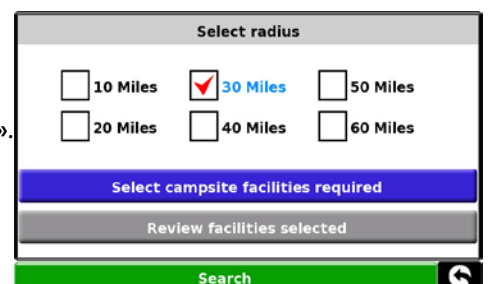 Select radius
10 Miles 30 Miles 50 Miles
».
20 Miles 40 Miles 60 Miles
Select campsite facilities required
Review facilities selected
Search